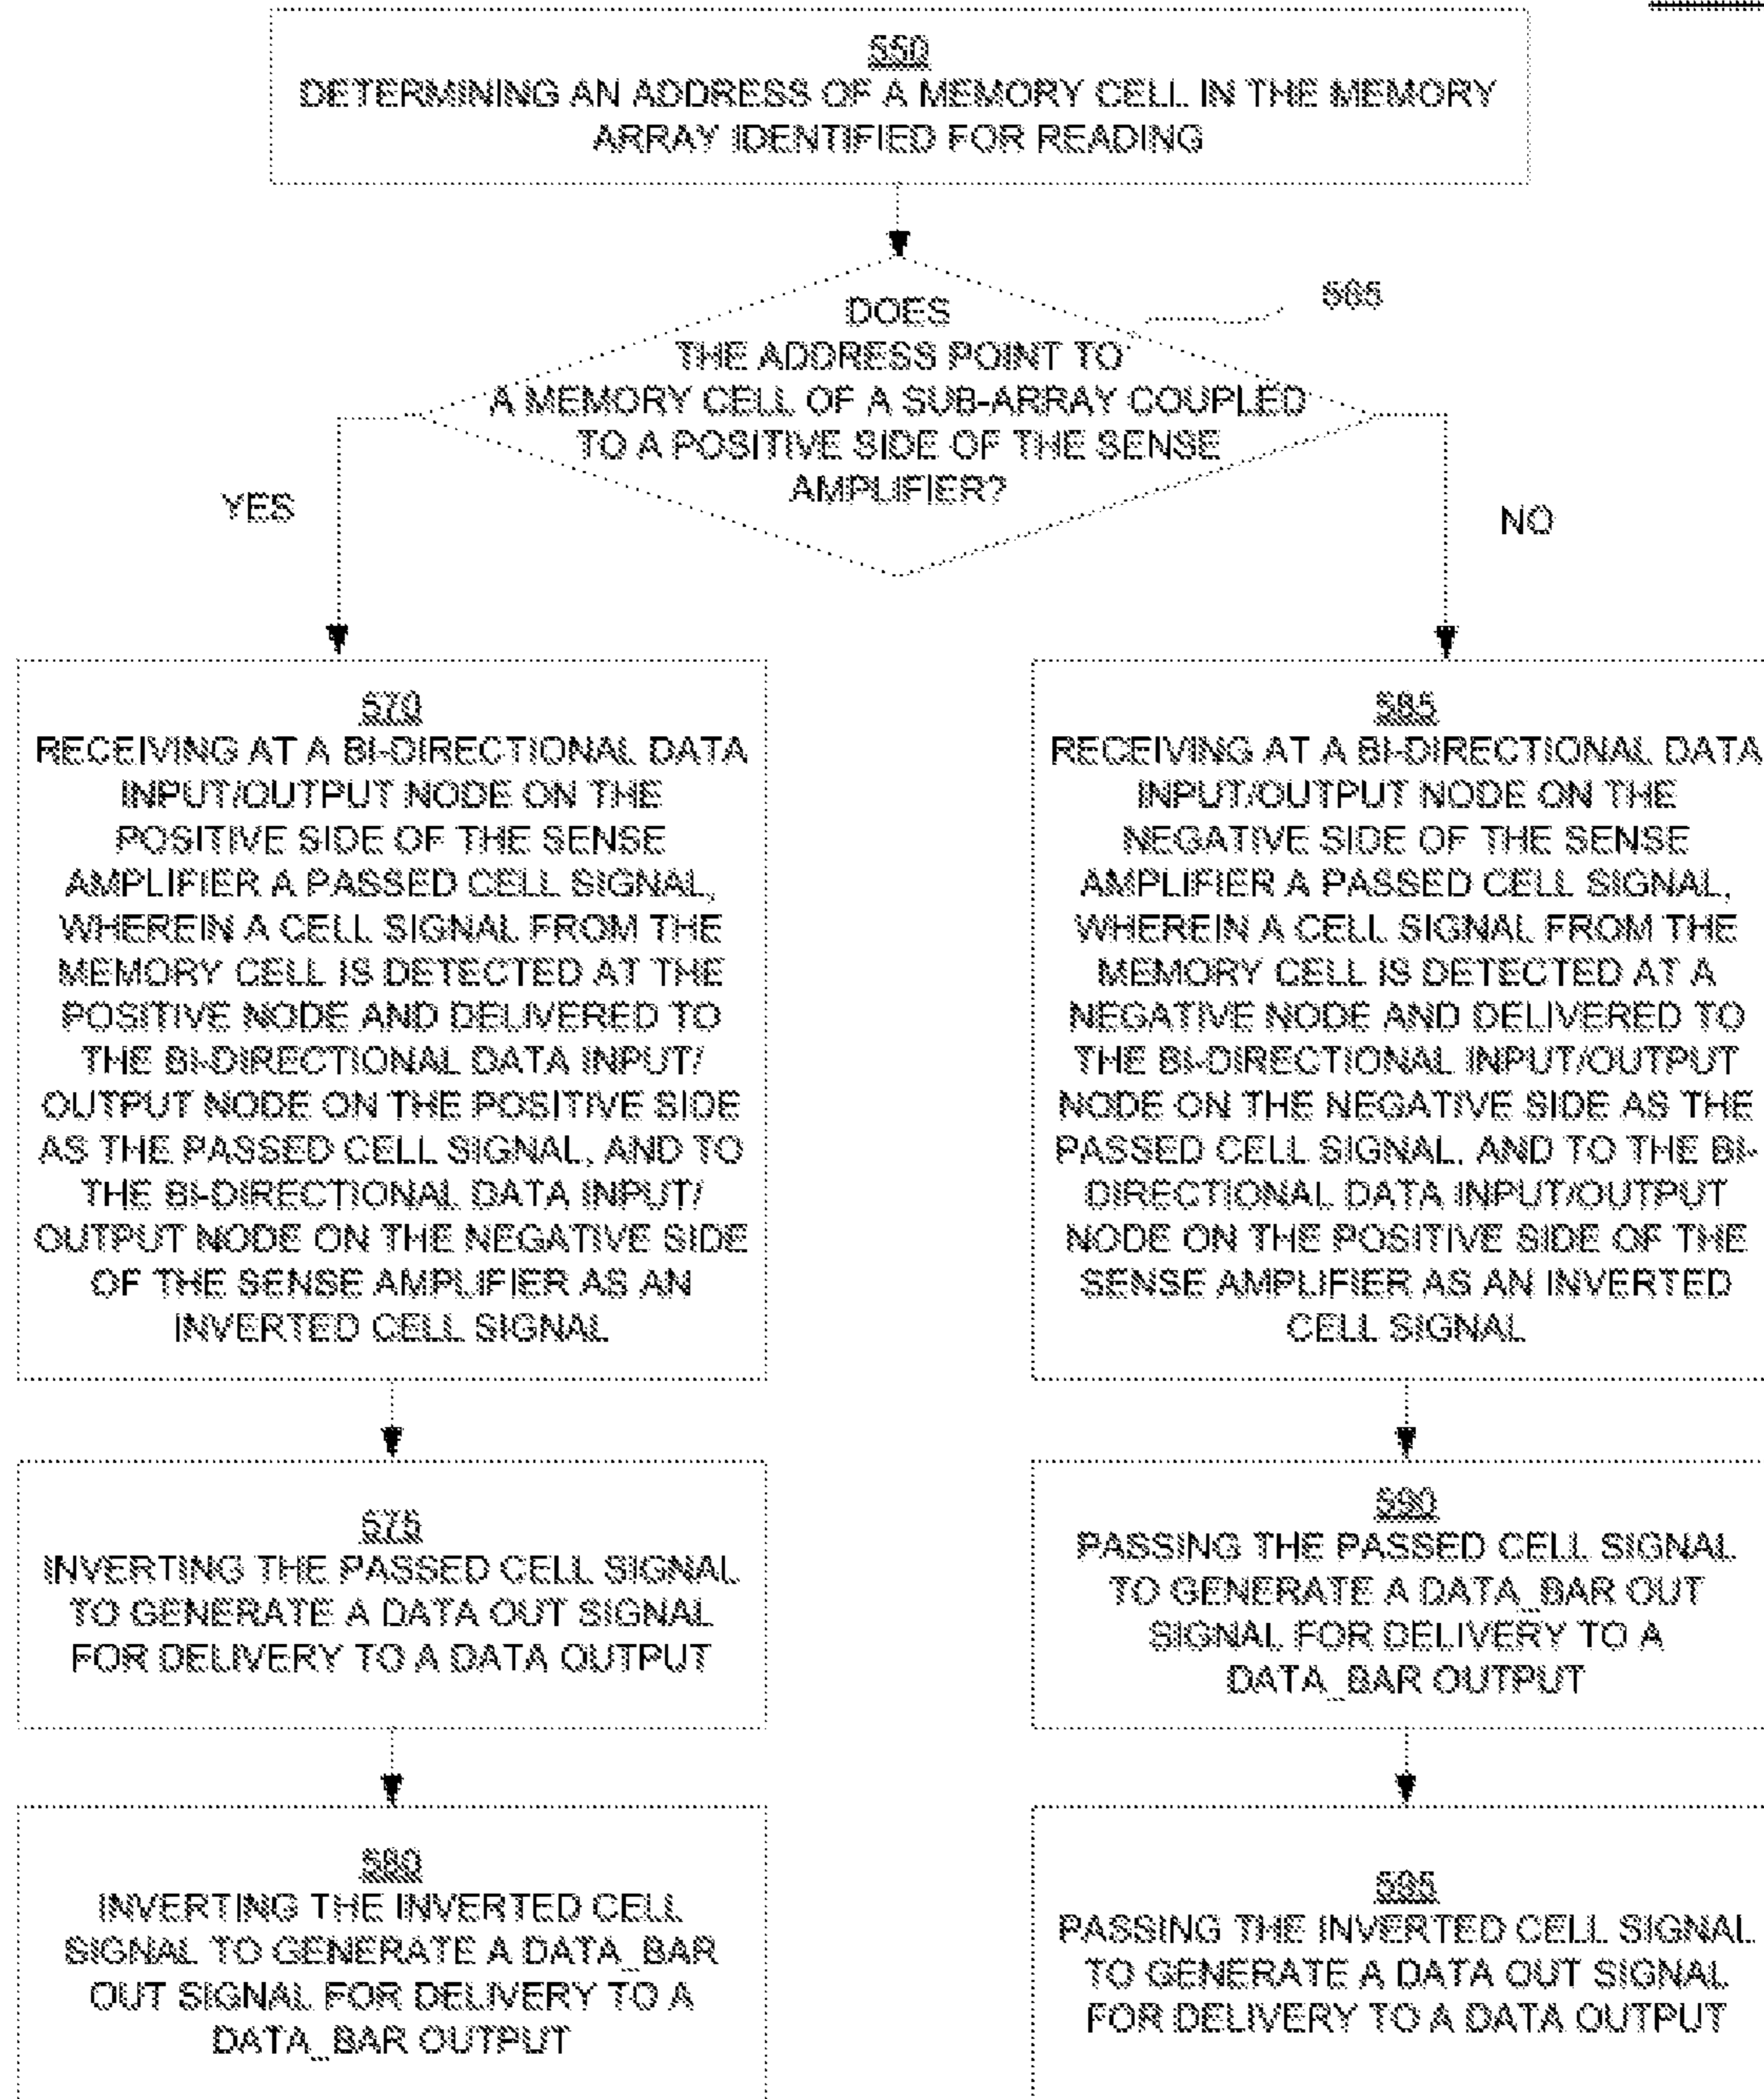 550
DETERMINING AN ADDRESS OF A MEMORY CELL IN THE MEMORY
ARRAY IDENTIFIED FOR READING
DOES
THE ADDRESS POINT TO
A MEMORY CELL OF A SUB-ARRAY COUPLED
TO A POSITIVE SIDE OF THE SENSE
AMPLIFIER?
565
YES
NO
570
RECEIVING AT A BI-DIRECTIONAL DATA
INPUT/OUTPUT NODE ON THE
POSITIVE SIDE OF THE SENSE
AMPLIFIER A PASSED CELL SIGNAL,
WHEREIN A CELL SIGNAL FROM THE
MEMORY CELL IS DETECTED AT THE
POSITIVE NODE AND DELIVERED TO
THE BI-DIRECTIONAL DATA INPUT/
OUTPUT NODE ON THE POSITIVE SIDE
AS THE PASSED CELL SIGNAL, AND TO
THE BI-DIRECTIONAL DATA INPUT/
OUTPUT NODE ON THE NEGATIVE SIDE
OF THE SENSE AMPLIFIER AS AN
INVERTED CELL SIGNAL
575
INVERTING THE PASSED CELL SIGNAL
TO GENERATE A DATA OUT SIGNAL
FOR DELIVERY TO A DATA OUTPUT
580
INVERTING THE INVERTED CELL
SIGNAL TO GENERATE A DATA_BAR
OUT SIGNAL FOR DELIVERY TO A
DATA_BAR OUTPUT
585
RECEIVING AT A BI-DIRECTIONAL DATA
INPUT/OUTPUT NODE ON THE
NEGATIVE SIDE OF THE SENSE
AMPLIFIER A PASSED CELL SIGNAL,
WHEREIN A CELL SIGNAL FROM THE
MEMORY CELL IS DETECTED AT A
NEGATIVE NODE AND DELIVERED TO
THE BI-DIRECTIONAL INPUT/OUTPUT
NODE ON THE NEGATIVE SIDE AS THE
PASSED CELL SIGNAL, AND TO THE BI-
DIRECTIONAL DATA INPUT/OUTPUT
NODE ON THE POSITIVE SIDE OF THE
SENSE AMPLIFIER AS AN INVERTED
CELL SIGNAL
590
PASSING THE PASSED CELL SIGNAL
TO GENERATE A DATA_BAR OUT
SIGNAL FOR DELIVERY TO A
DATA_BAR OUTPUT
595
PASSING THE INVERTED CELL SIGNAL
TO GENERATE A DATA OUT SIGNAL
FOR DELIVERY TO A DATA OUTPUT